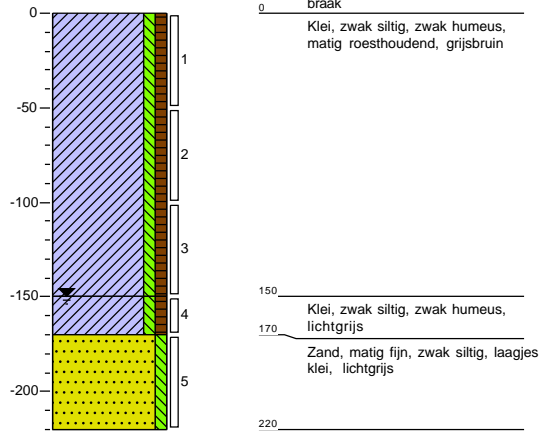 0
-50
-100
-150
-200
1
2
3
4
5
0
braak
Klei, zwak siltig, zwak humeus,
matig roesthoudend, grijsbruin
150
Klei, zwak siltig, zwak humeus,
lichtgrijs
170
Zand, matig fijn, zwak siltig, laagjes
klei, lichtgrijs
220